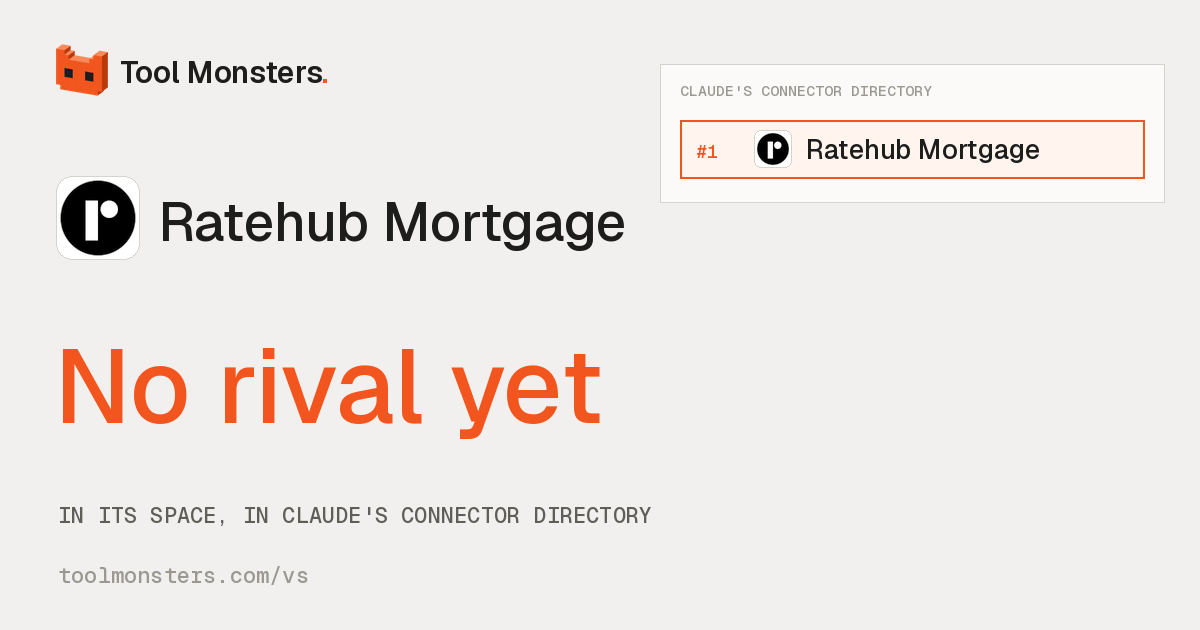 Tool Monsters.
CLAUDE'S CONNECTOR DIRECTORY
#1 Ratehub Mortgage
Ratehub Mortgage
No rival yet
IN ITS SPACE, IN CLAUDE'S CONNECTOR DIRECTORY
toolmonsters.com/vs